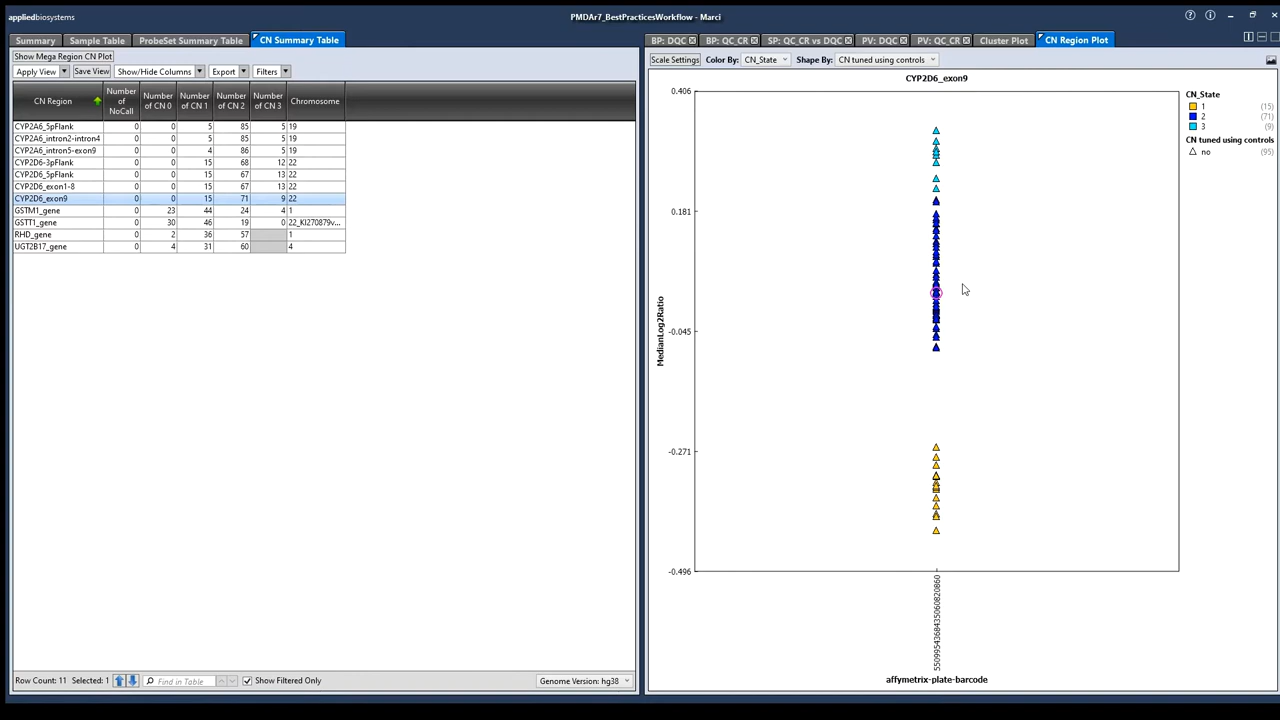 appliedbiosystems
PMDAr7_BestPracticesWorkflow - Marci
Summary Sample Table ProbeSet Summary Table CN Summary Table
Show Mega Region CN Plot
Apply View Save View Show/Hide Columns Export Filters
CN Region Number of NoCall Number of CN 0 Number of CN 1 Number of CN 2 Number of CN 3 Chromosome
CYP2A6_5pFlank 0 0 5 85 5 19
CYP2A6_intron2-intron4 0 0 5 85 5 19
CYP2A6_intron5-exon9 0 0 4 86 5 19
CYP2D6-3pFlank 0 0 15 68 12 22
CYP2D6_5pFlank 0 0 15 67 13 22
CYP2D6_exon1-8 0 0 15 67 13 22
CYP2D6_exon9 0 0 15 71 9 22
GSTM1_gene 0 23 44 24 4 1
GSTT1_gene 0 30 46 19 0 22_KI270879v...
RHD_gene 0 2 36 57 1
UGT2B17_gene 0 4 31 60 4
Row Count: 11 Selected: 1 Find in Table Show Filtered Only Genome Version: hg38
BP: DQC BP: QC_CR SP: QC_CR vs DQC PV: DQC PV: QC_CR Cluster Plot CN Region Plot
Scale Settings Color By: CN_State Shape By: CN tuned using controls
CYP2D6_exon9
0.406
0.181
-0.045
-0.271
-0.496
MedianLog2Ratio
5509954368435060820860
affymetrix-plate-barcode
CN_State
1 (15)
2 (71)
3 (9)
CN tuned using controls
no (95)